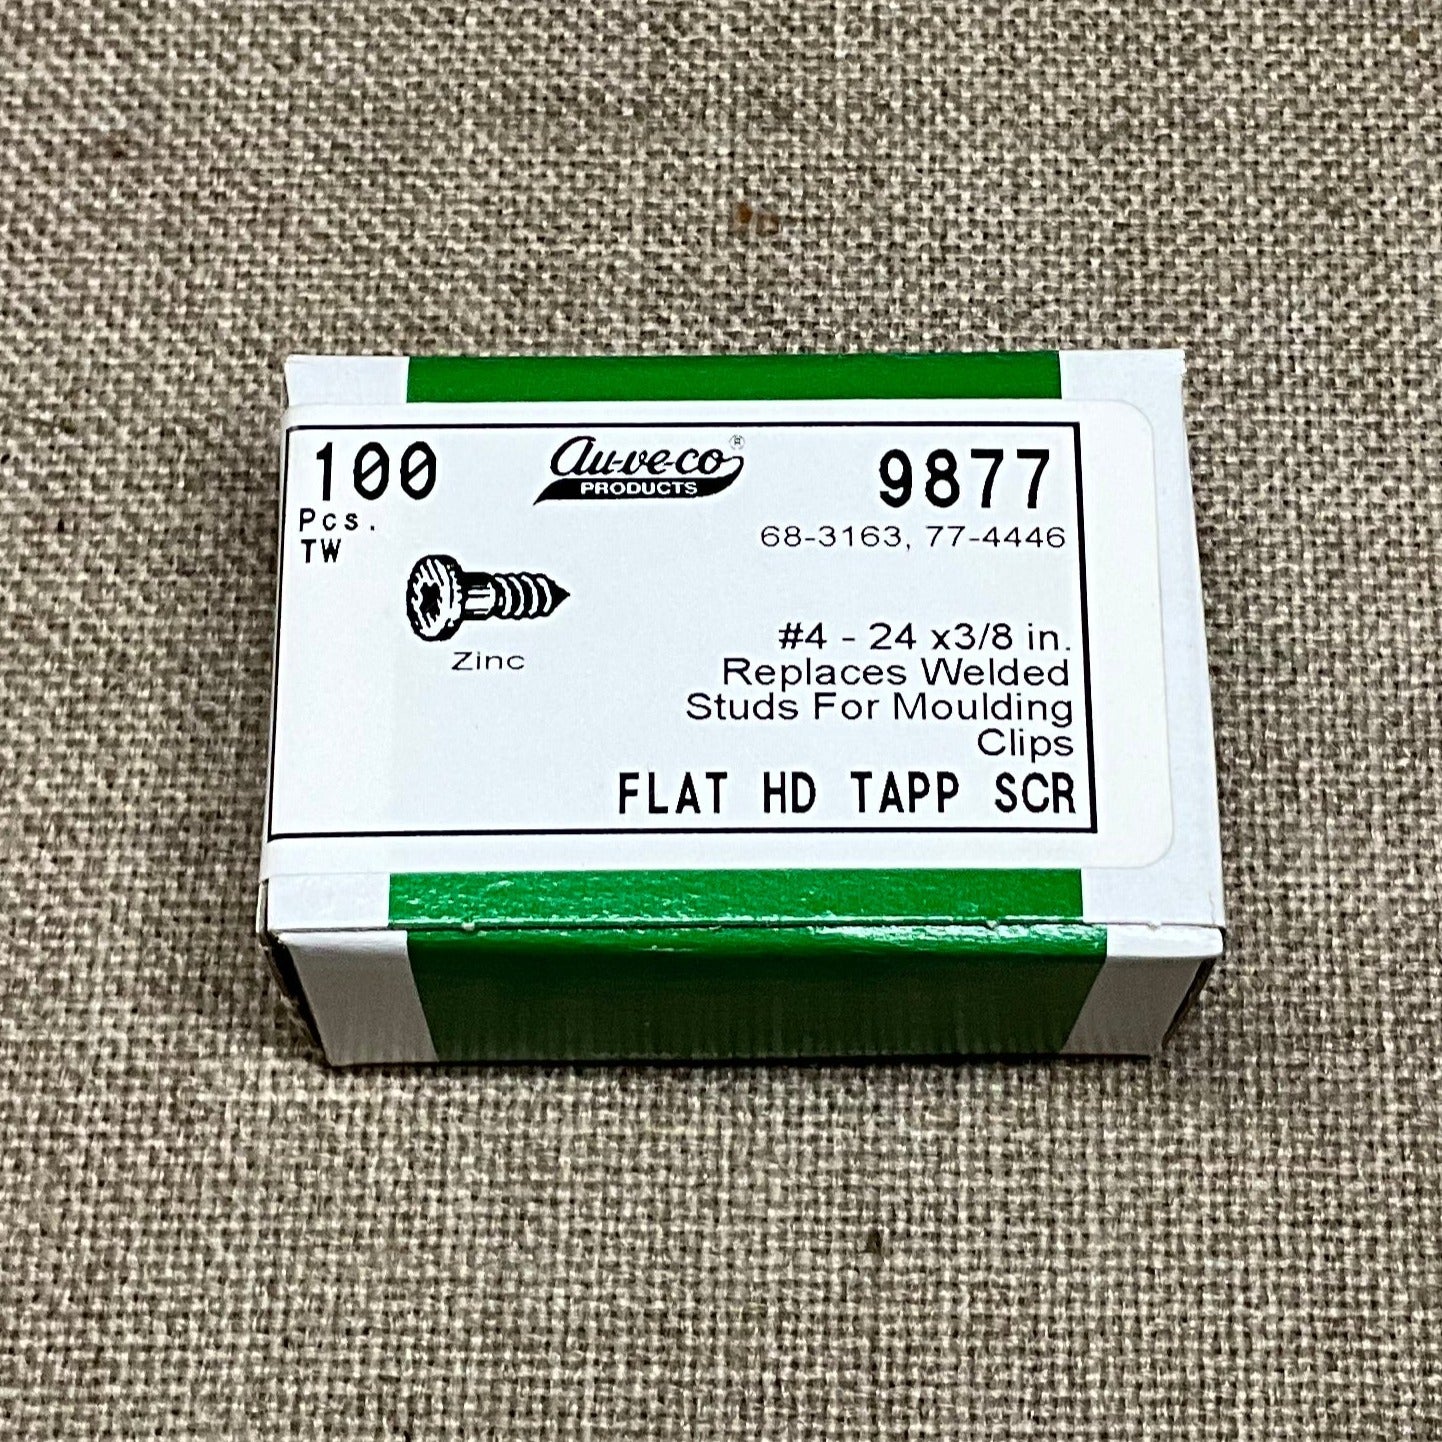 100
Pcs.
TW
au-ve-co®
PRODUCTS
9877
68-3163, 77-4446
Zinc
#4 - 24 x3/8 in.
Replaces Welded
Studs For Moulding
Clips
FLAT HD TAPP SCR